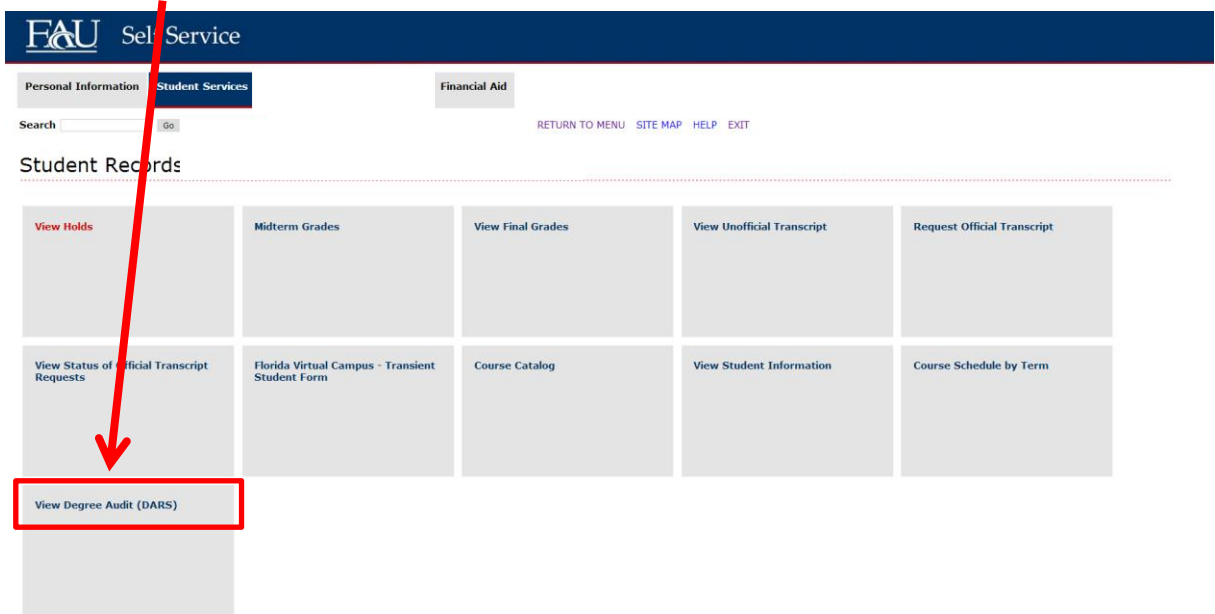 FAU Self Service
Personal Information Student Services Financial Aid
Search Go RETURN TO MENU SITE MAP HELP EXIT
Student Records
View Holds Midterm Grades View Final Grades View Unofficial Transcript Request Official Transcript
View Status of Official Transcript
Requests
Florida Virtual Campus - Transient
Student Form
Course Catalog View Student Information Course Schedule by Term
View Degree Audit (DARS)